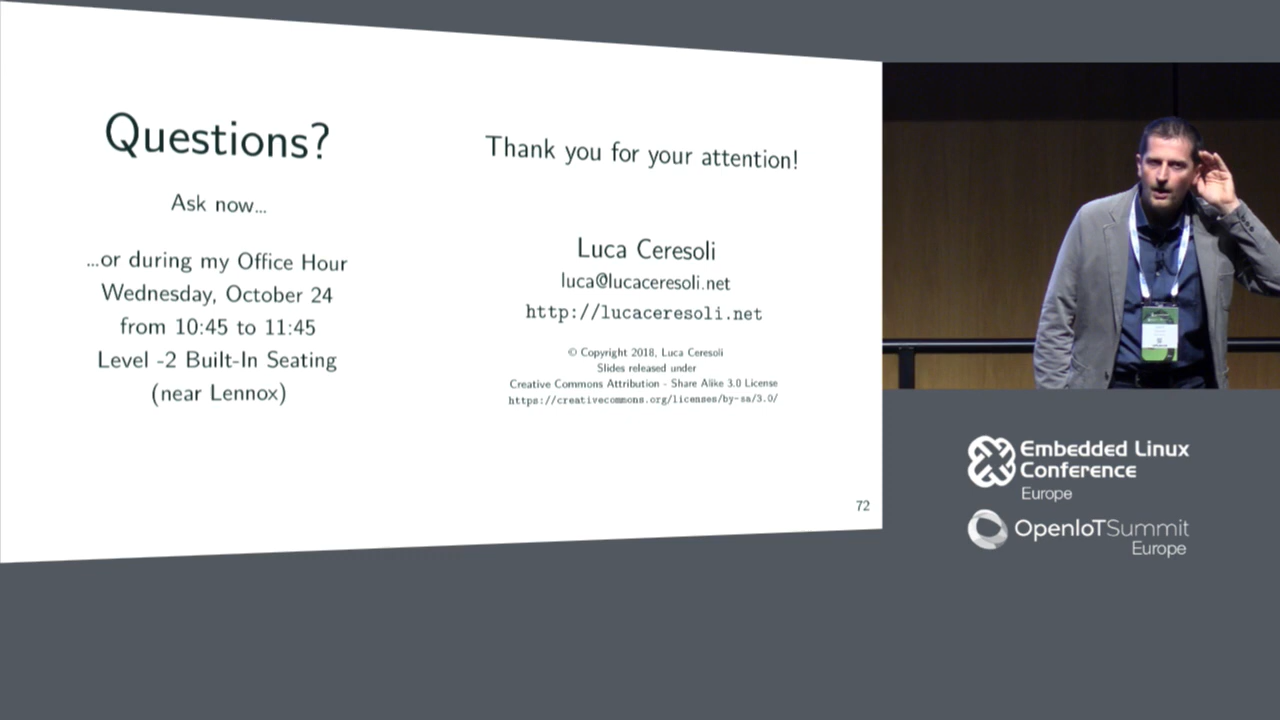 Questions?
Ask now...
...or during my Office Hour
Wednesday, October 24
from 10:45 to 11:45
Level -2 Built-In Seating
(near Lennox)
Thank you for your attention!
Luca Ceresoli
luca@lucaceresoli.net
http://lucaceresoli.net
© Copyright 2018, Luca Ceresoli
Slides released under
Creative Commons Attribution - Share Alike 3.0 License
https://creativecommons.org/licenses/by-sa/3.0/
72
Embedded Linux
Conference
Europe
OpenIoTSummit
Europe